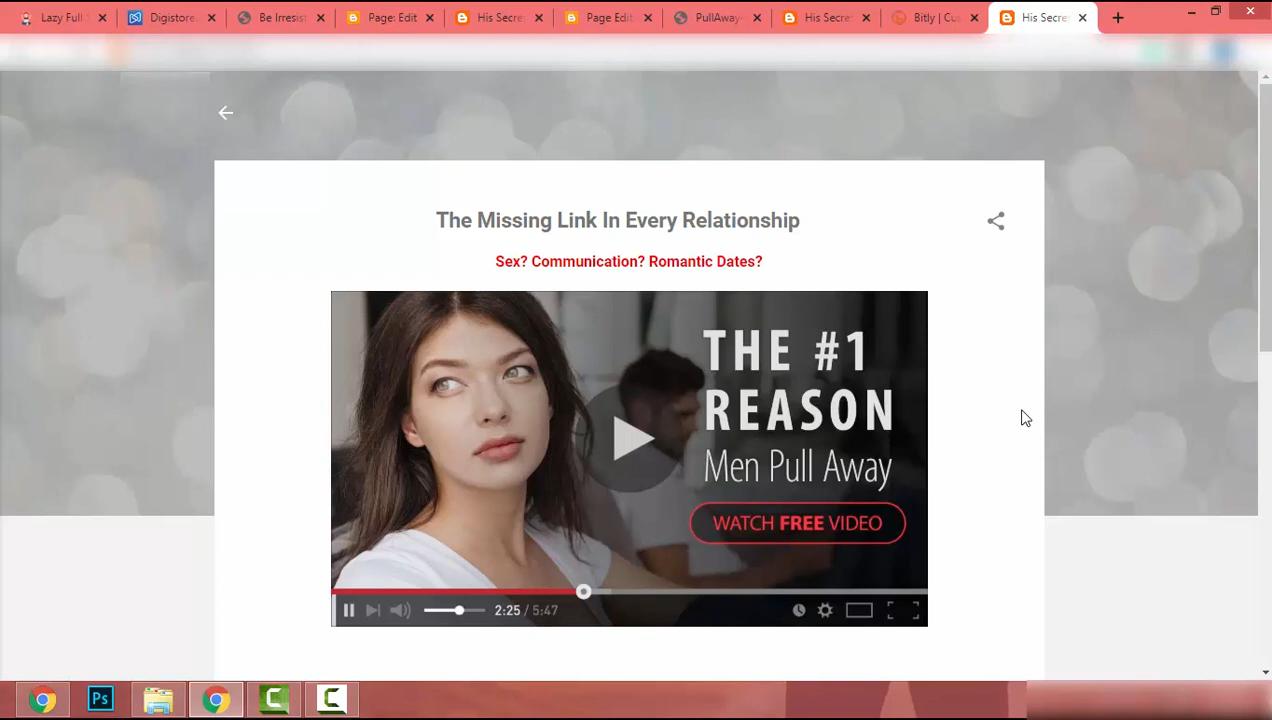 Lazy Full
Digistore
Be Irresist
Page: Edit
His Secre
Page Edit
PullAway
His Secre
Bitly | Cus
His Secre
The Missing Link In Every Relationship
Sex? Communication? Romantic Dates?
THE #1
REASON
Men Pull Away
WATCH FREE VIDEO
2:25 / 5:47
Ps
C
C